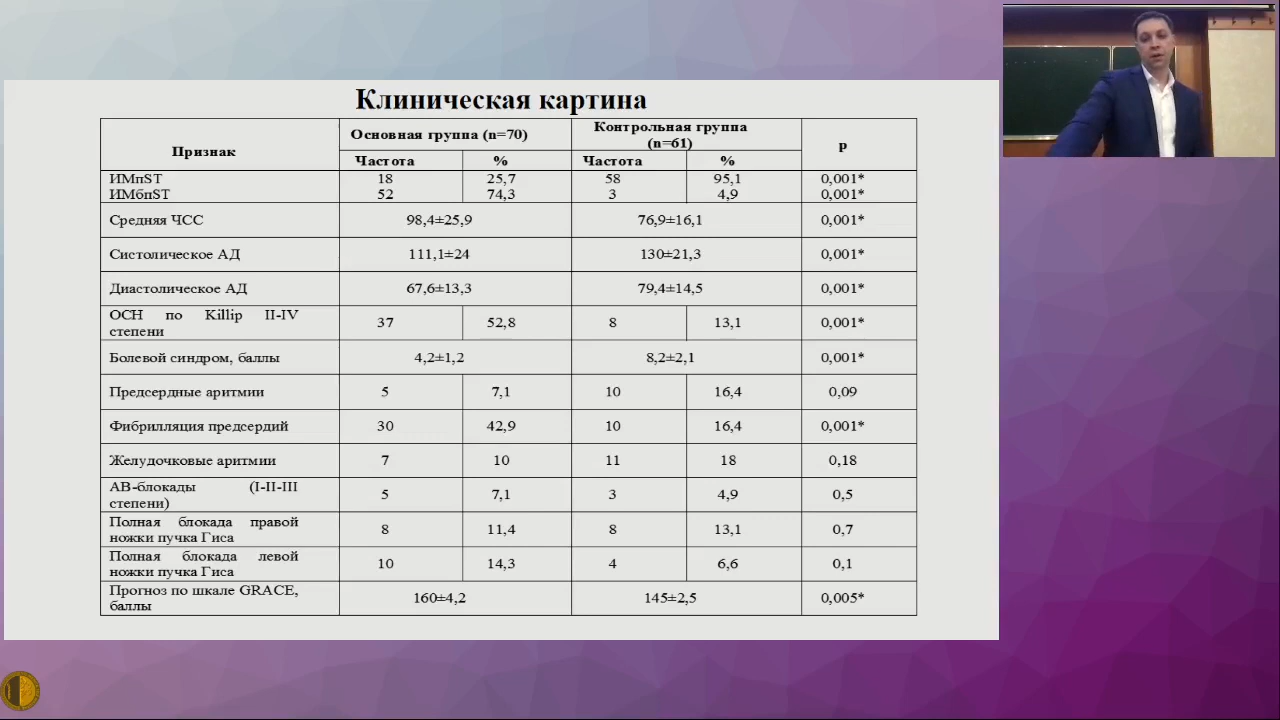 Клиническая картина
Признак
Основная группа (n=70)
Контрольная группа
(n=61)
p
Частота % Частота %
ИМпST 18 25,7 58 95,1 0,001*
ИМбпST 52 74,3 3 4,9 0,001*
Средняя ЧСС 98,4±25,9 76,9±16,1 0,001*
Систолическое АД 111,1±24 130±21,3 0,001*
Диастолическое АД 67,6±13,3 79,4±14,5 0,001*
ОСН по Killip II-IV
степени 37 52,8 8 13,1 0,001*
Болевой синдром, баллы 4,2±1,2 8,2±2,1 0,001*
Предсердные аритмии 5 7,1 10 16,4 0,09
Фибрилляция предсердий 30 42,9 10 16,4 0,001*
Желудочковые аритмии 7 10 11 18 0,18
АВ-блокады (I-II-III
степени) 5 7,1 3 4,9 0,5
Полная блокада правой
ножки пучка Гиса 8 11,4 8 13,1 0,7
Полная блокада левой
ножки пучка Гиса 10 14,3 4 6,6 0,1
Прогноз по шкале GRACE,
баллы 160±4,2 145±2,5 0,005*